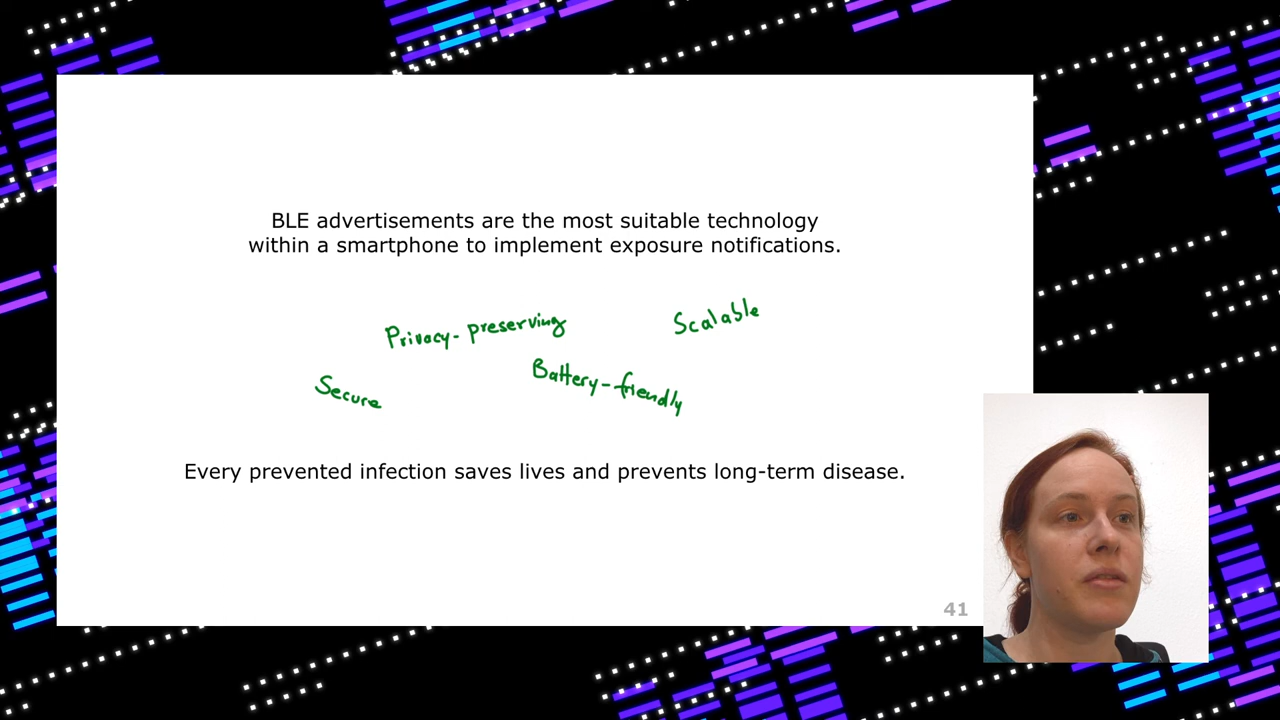 BLE advertisements are the most suitable technology
within a smartphone to implement exposure notifications.
Privacy-preserving
Scalable
Secure
Battery-friendly
Every prevented infection saves lives and prevents long-term disease.
41